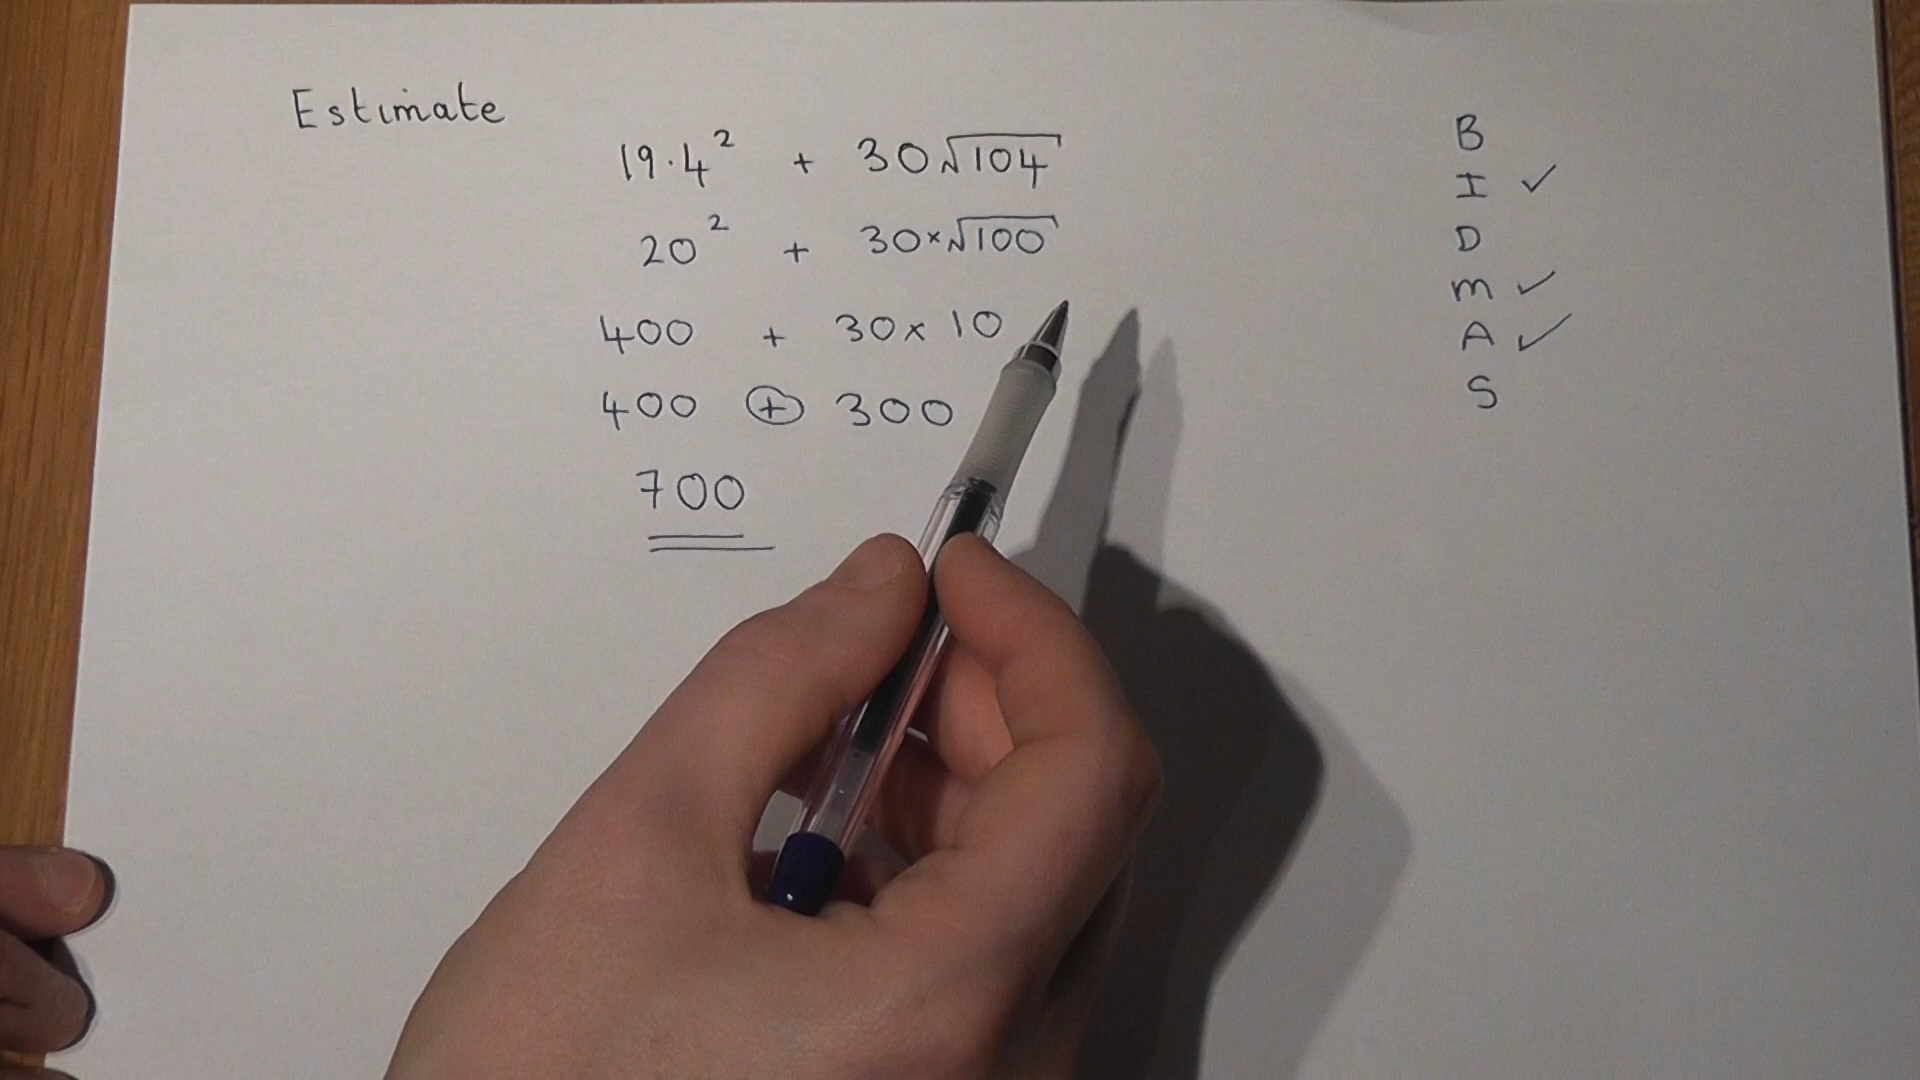 Estimate
19.4² + 30√104
20² + 30×√100
400 + 30×10
400 + 300
700
B
I ✓
D
M ✓
A ✓
S